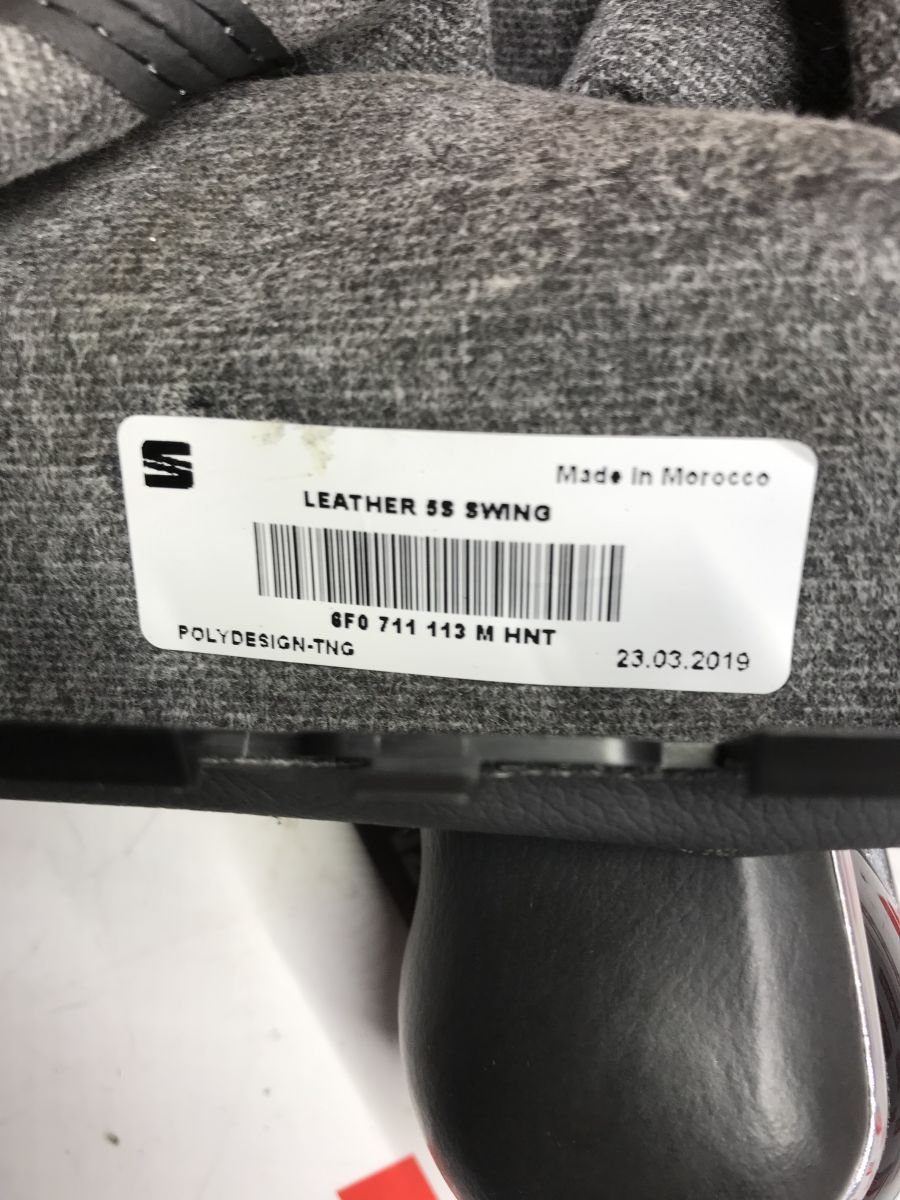 Made In Morocco
LEATHER 5S SWING
6F0 711 113 M HNT
POLYDESIGN-TNG
23.03.2019